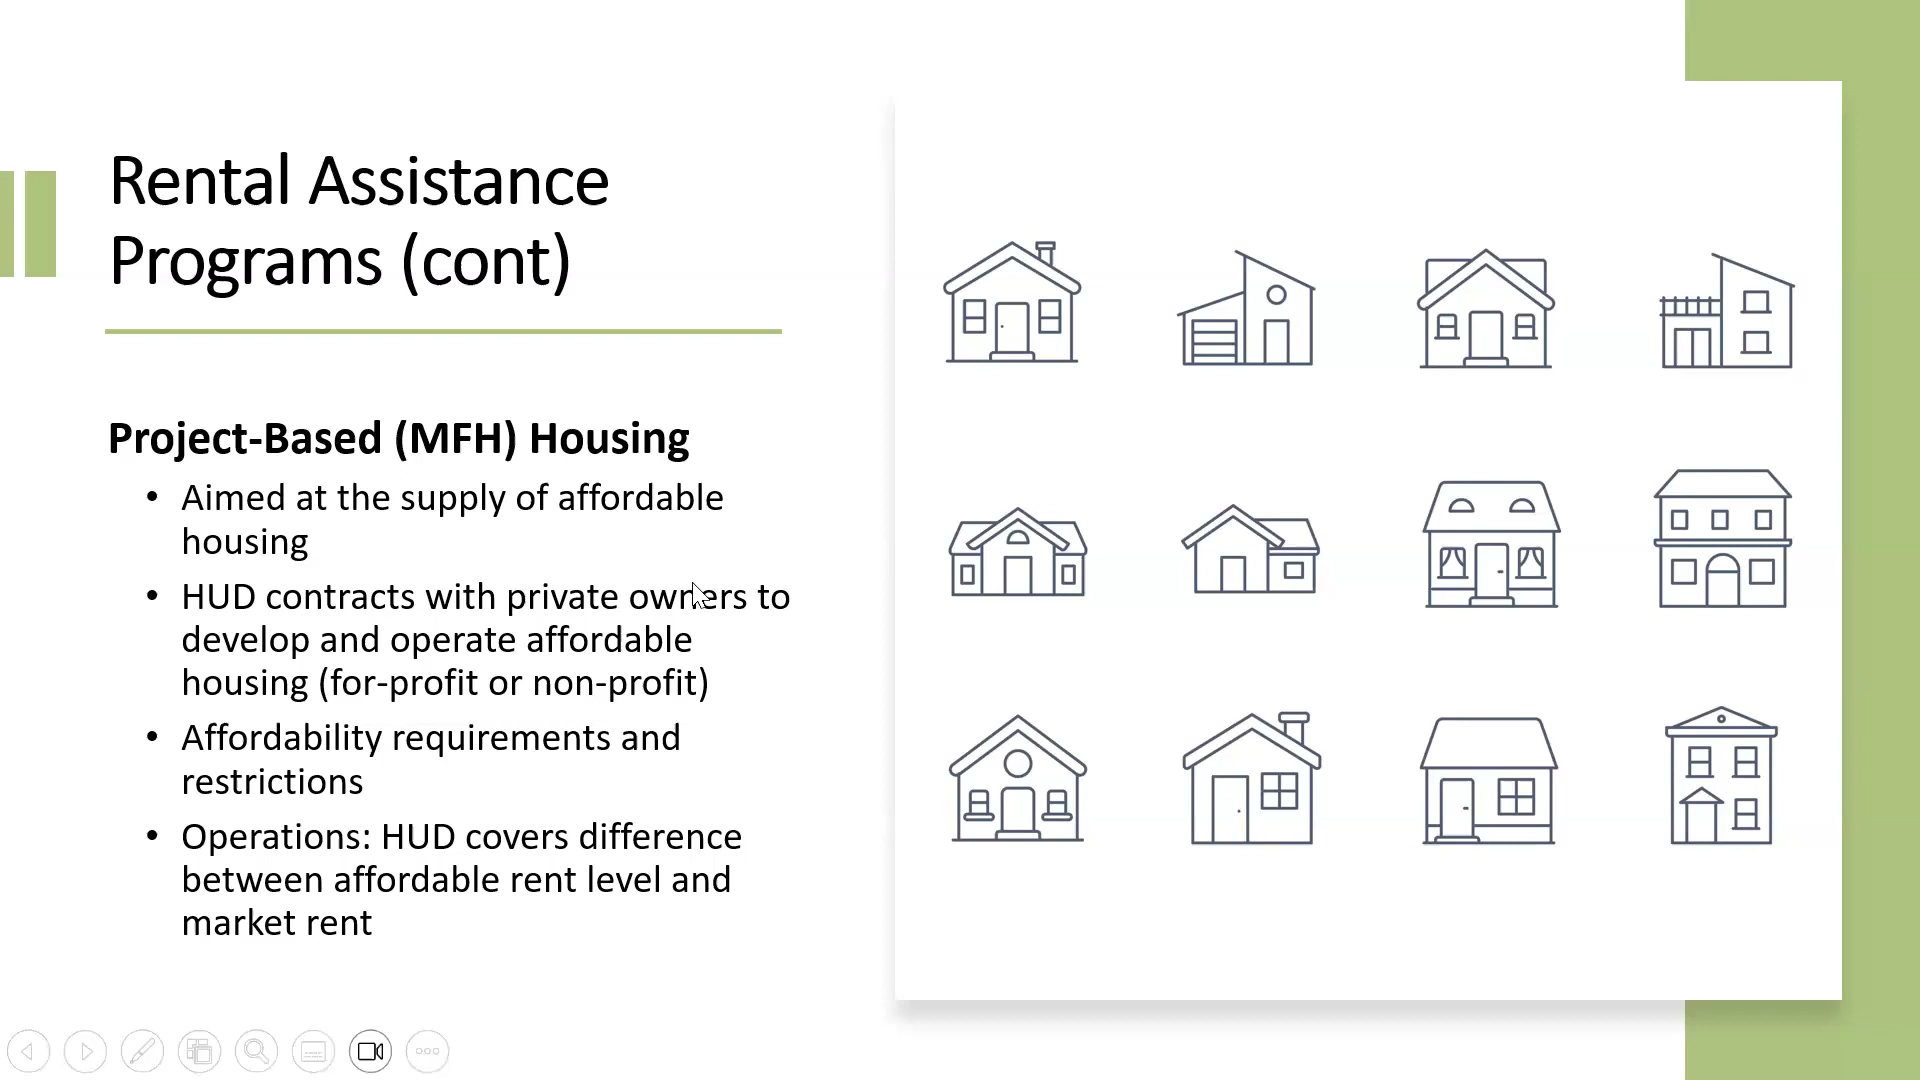 Rental Assistance
Programs (cont)
Project-Based (MFH) Housing
• Aimed at the supply of affordable
housing
• HUD contracts with private owners to
develop and operate affordable
housing (for-profit or non-profit)
• Affordability requirements and
restrictions
• Operations: HUD covers difference
between affordable rent level and
market rent